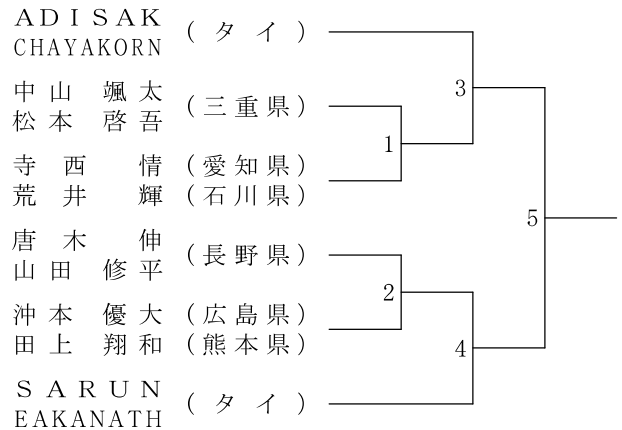 ADISAK
CHAYAKORN (タイ)
中山 颯太
松本 啓吾 (三重県)
寺西 情 (愛知県)
荒井 輝 (石川県)
唐木 伸
山田 修平 (長野県)
沖本 優大 (広島県)
田上 翔和 (熊本県)
SARUN
EAKANATH (タイ)
3
1
5
2
4